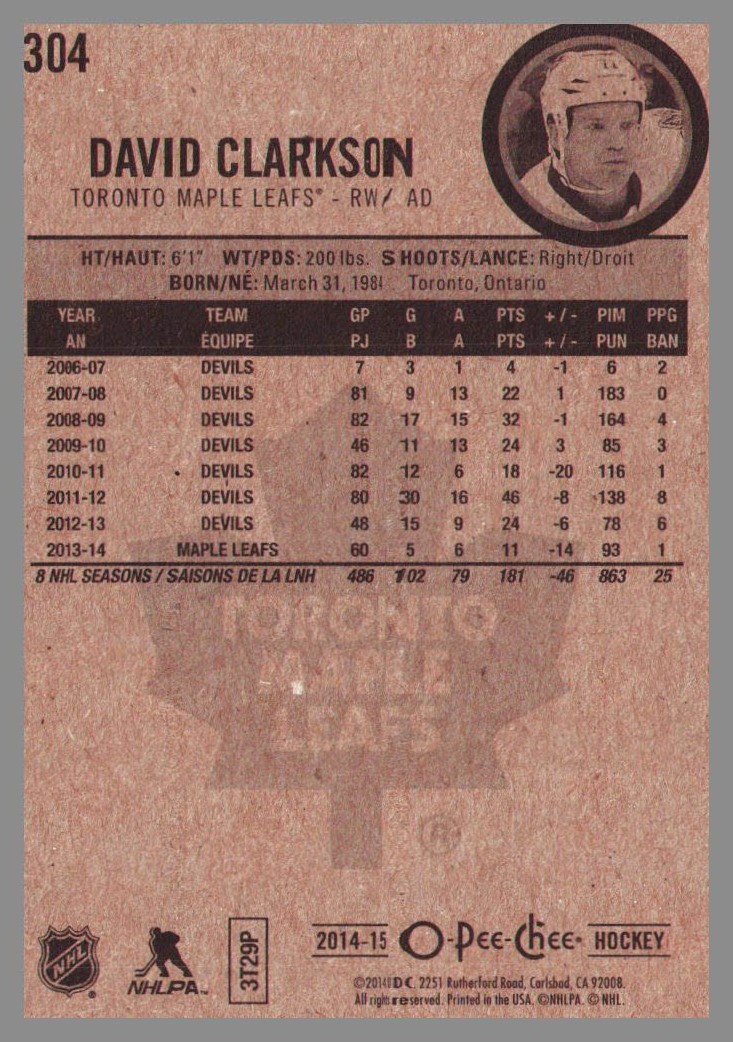 304
DAVID CLARKSON
TORONTO MAPLE LEAFS® - RW/ AD
HT/HAUT: 6'1" WT/PDS: 200 lbs. SHOOTS/LANCE: Right/Droit
BORN/NÉ: March 31, 1984 Toronto, Ontario
YEAR TEAM GP G A PTS +/- PIM PPG
AN ÉQUIPE PJ B A PTS +/- PUN BAN
2006-07 DEVILS 7 3 1 4 -1 6 2
2007-08 DEVILS 81 9 13 22 1 183 0
2008-09 DEVILS 82 17 15 32 -1 164 4
2009-10 DEVILS 46 11 13 24 3 85 3
2010-11 DEVILS 82 12 6 18 -20 116 1
2011-12 DEVILS 80 30 16 46 -8 138 8
2012-13 DEVILS 48 15 9 24 -6 78 6
2013-14 MAPLE LEAFS 60 5 6 11 -14 93 1
8 NHL SEASONS / SAISONS DE LA LNH 486 102 79 181 -46 863 25
TORONTO
MAPLE
LEAFS
®
NHL ®
NHLPA™
3T29P
2014-15 O-Pee-Chee® HOCKEY
©2014 UDC. 2251 Rutherford Road, Carlsbad, CA 92008.
All rights reserved. Printed in the USA. ©NHLPA. © NHL.